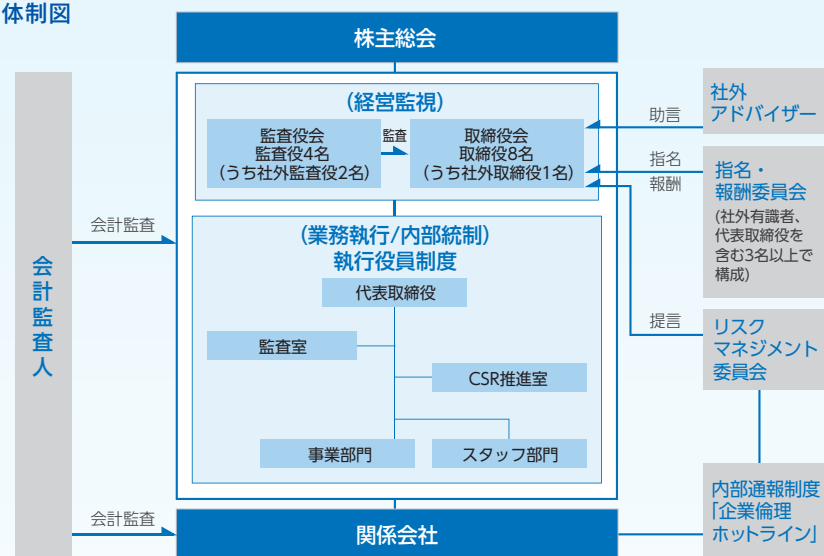 体制図
株主総会
(経営監視)
監査役会
監査役4名
(うち社外監査役2名)
監査
取締役会
取締役8名
(うち社外取締役1名)
助言
社外
アドバイザー
指名
報酬
指名・
報酬委員会
(社外有識者、
代表取締役を
含む3名以上で
構成)
会計監査
会計監査人
(業務執行/内部統制)
執行役員制度
代表取締役
監査室
CSR推進室
事業部門
スタッフ部門
提言
リスク
マネジメント
委員会
内部通報制度
「企業倫理
ホットライン」
会計監査
関係会社